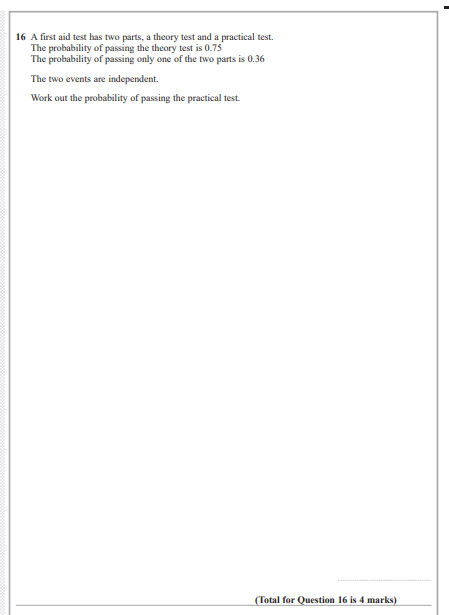 16 A first aid test has two parts, a theory test and a practical test.
The probability of passing the theory test is 0.75
The probability of passing only one of the two parts is 0.36
The two events are independent.
Work out the probability of passing the practical test.
(Total for Question 16 is 4 marks)